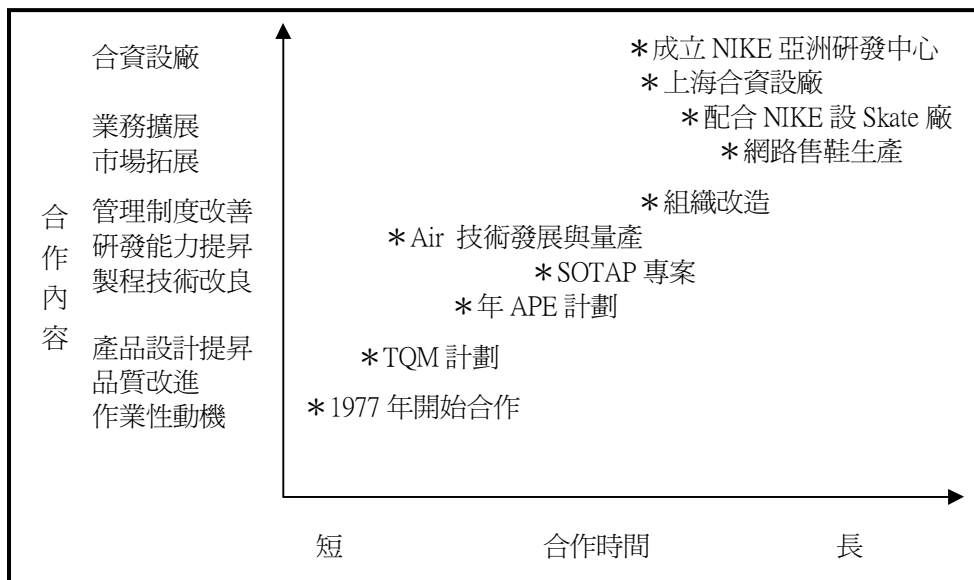 合資設廠
業務擴展
市場拓展
管理制度改善
研發能力提昇
製程技術改良
產品設計提昇
品質改進
作業性動機
合作內容
＊成立 NIKE 亞洲研發中心
＊上海合資設廠
＊配合 NIKE 設 Skate 廠
＊網路售鞋生產
＊組織改造
＊Air 技術發展與量產
＊SOTAP 專案
＊年 APE 計劃
＊TQM 計劃
＊1977 年開始合作
短 合作時間 長